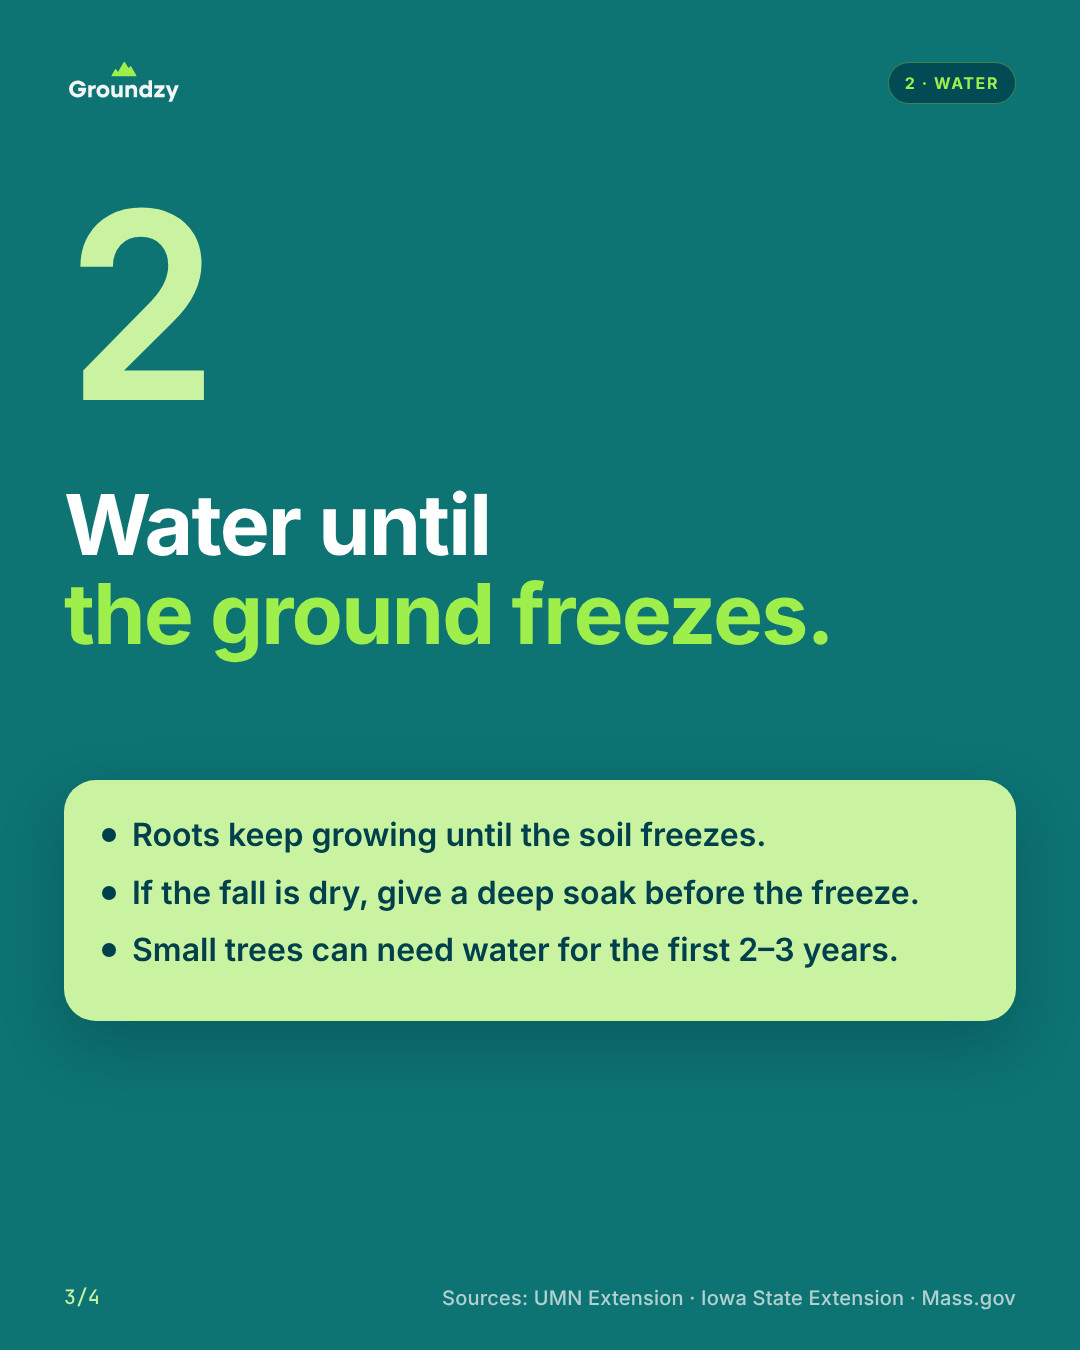 Groundzy
2 · WATER
2
Water until
the ground freezes.
• Roots keep growing until the soil freezes.
• If the fall is dry, give a deep soak before the freeze.
• Small trees can need water for the first 2–3 years.
3/4
Sources: UMN Extension · Iowa State Extension · Mass.gov